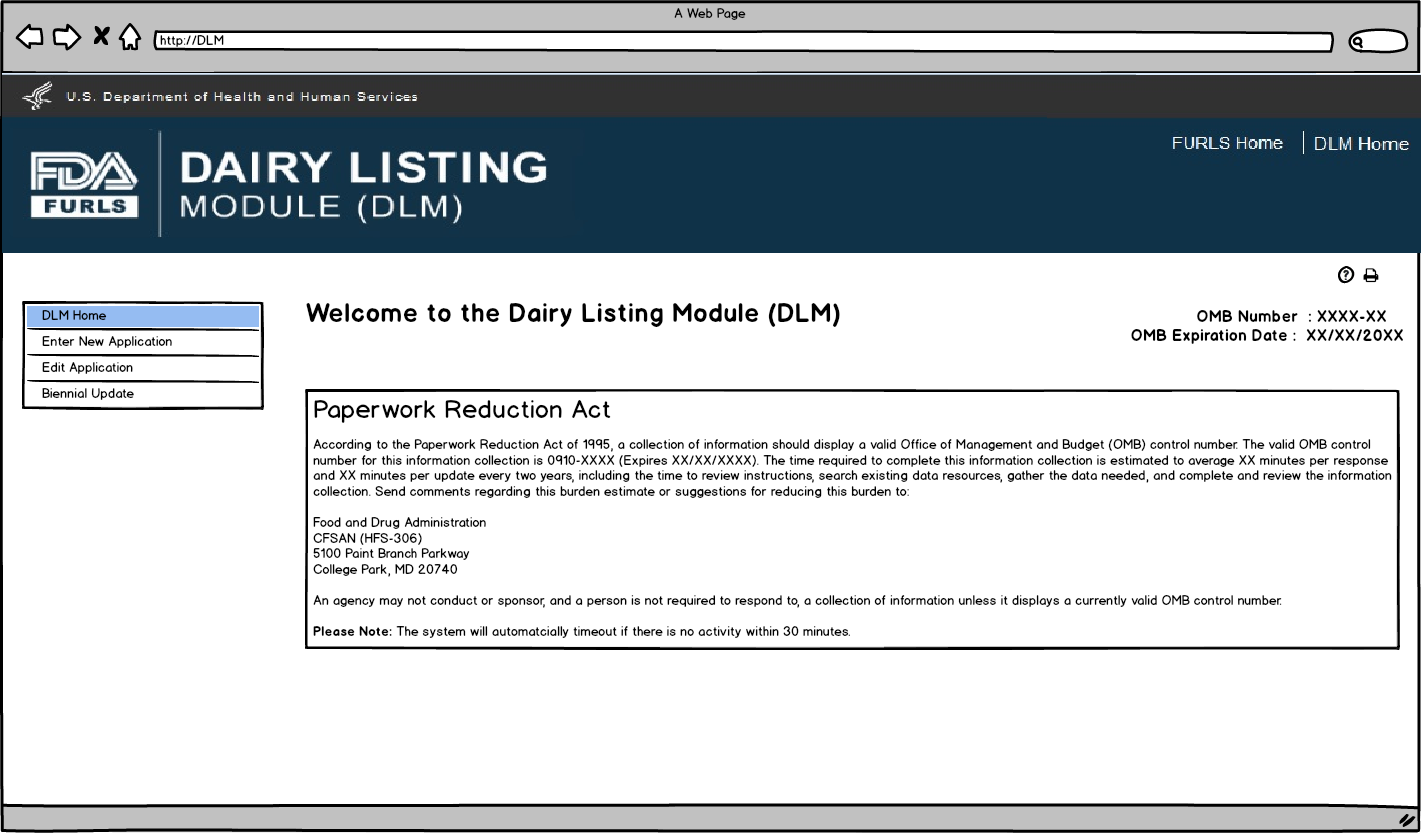 A Web Page
http://DLM
U.S. Department of Health and Human Services
FURLS Home | DLM Home
FDA
FURLS
DAIRY LISTING
MODULE (DLM)
DLM Home
Enter New Application
Edit Application
Biennial Update
Welcome to the Dairy Listing Module (DLM)
OMB Number : XXXX-XX
OMB Expiration Date : XX/XX/20XX
Paperwork Reduction Act
According to the Paperwork Reduction Act of 1995, a collection of information should display a valid Office of Management and Budget (OMB) control number. The valid OMB control
number for this information collection is 0910-XXXX (Expires XX/XX/XXXX). The time required to complete this information collection is estimated to average XX minutes per response
and XX minutes per update every two years, including the time to review instructions, search existing data resources, gather the data needed, and complete and review the information
collection. Send comments regarding this burden estimate or suggestions for reducing this burden to:
Food and Drug Administration
CFSAN (HFS-306)
5100 Paint Branch Parkway
College Park, MD 20740
An agency may not conduct or sponsor, and a person is not required to respond to, a collection of information unless it displays a currently valid OMB control number.
Please Note: The system will automatcially timeout if there is no activity within 30 minutes.